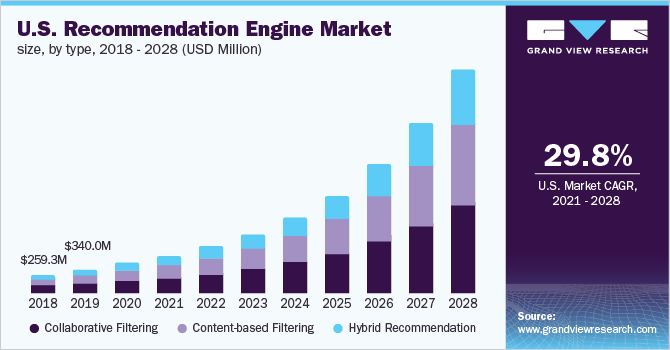 U.S. Recommendation Engine Market
size, by type, 2018 - 2028 (USD Million)
$259.3M
$340.0M
2018 2019 2020 2021 2022 2023 2024 2025 2026 2027 2028
Collaborative Filtering Content-based Filtering Hybrid Recommendation
GRAND VIEW RESEARCH
29.8%
U.S. Market CAGR,
2021 - 2028
Source:
www.grandviewresearch.com